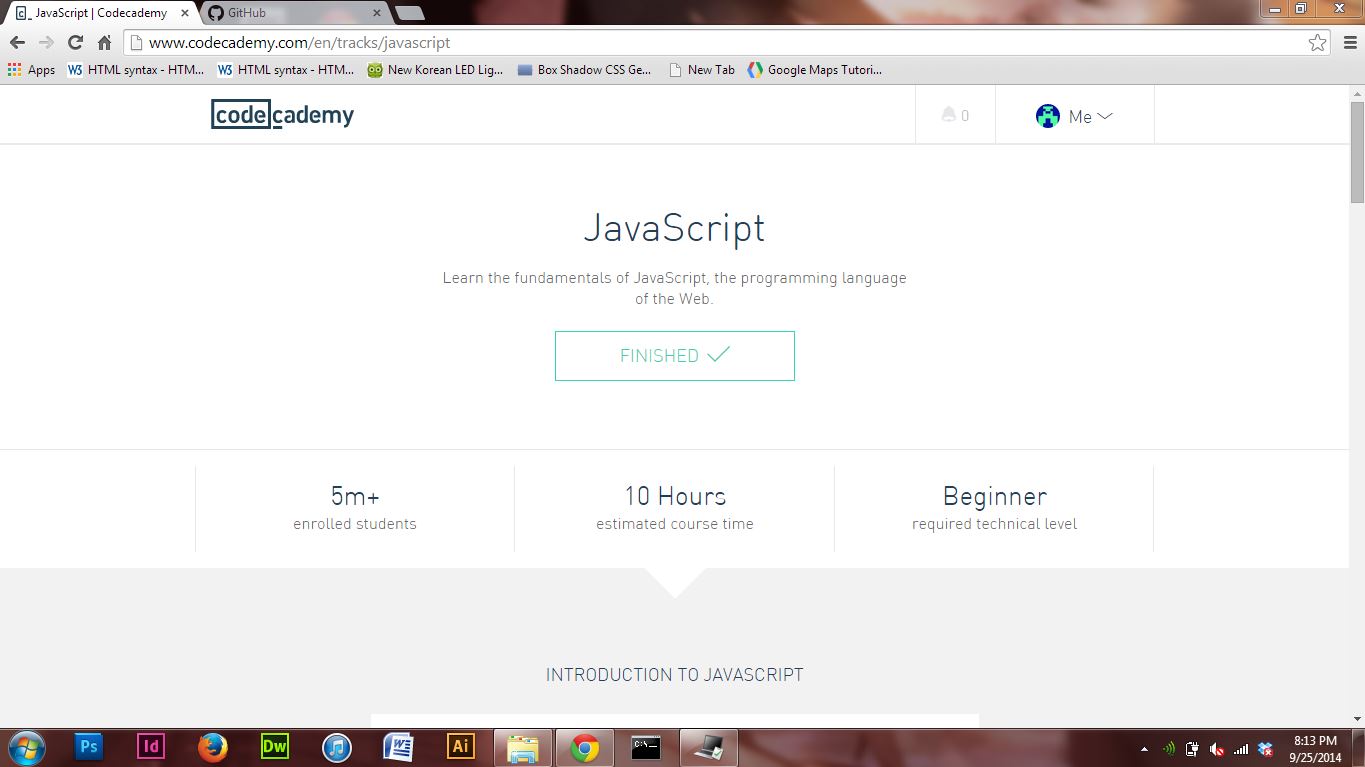 JavaScript | Codecademy
GitHub
www.codecademy.com/en/tracks/javascript
Apps
HTML syntax - HTM...
HTML syntax - HTM...
New Korean LED Lig...
Box Shadow CSS Ge...
New Tab
Google Maps Tutori...
codecademy
0
Me
JavaScript
Learn the fundamentals of JavaScript, the programming language
of the Web.
FINISHED
5m+
enrolled students
10 Hours
estimated course time
Beginner
required technical level
INTRODUCTION TO JAVASCRIPT
Ps
Id
Dw
W
Ai
C:\
8:13 PM
9/25/2014